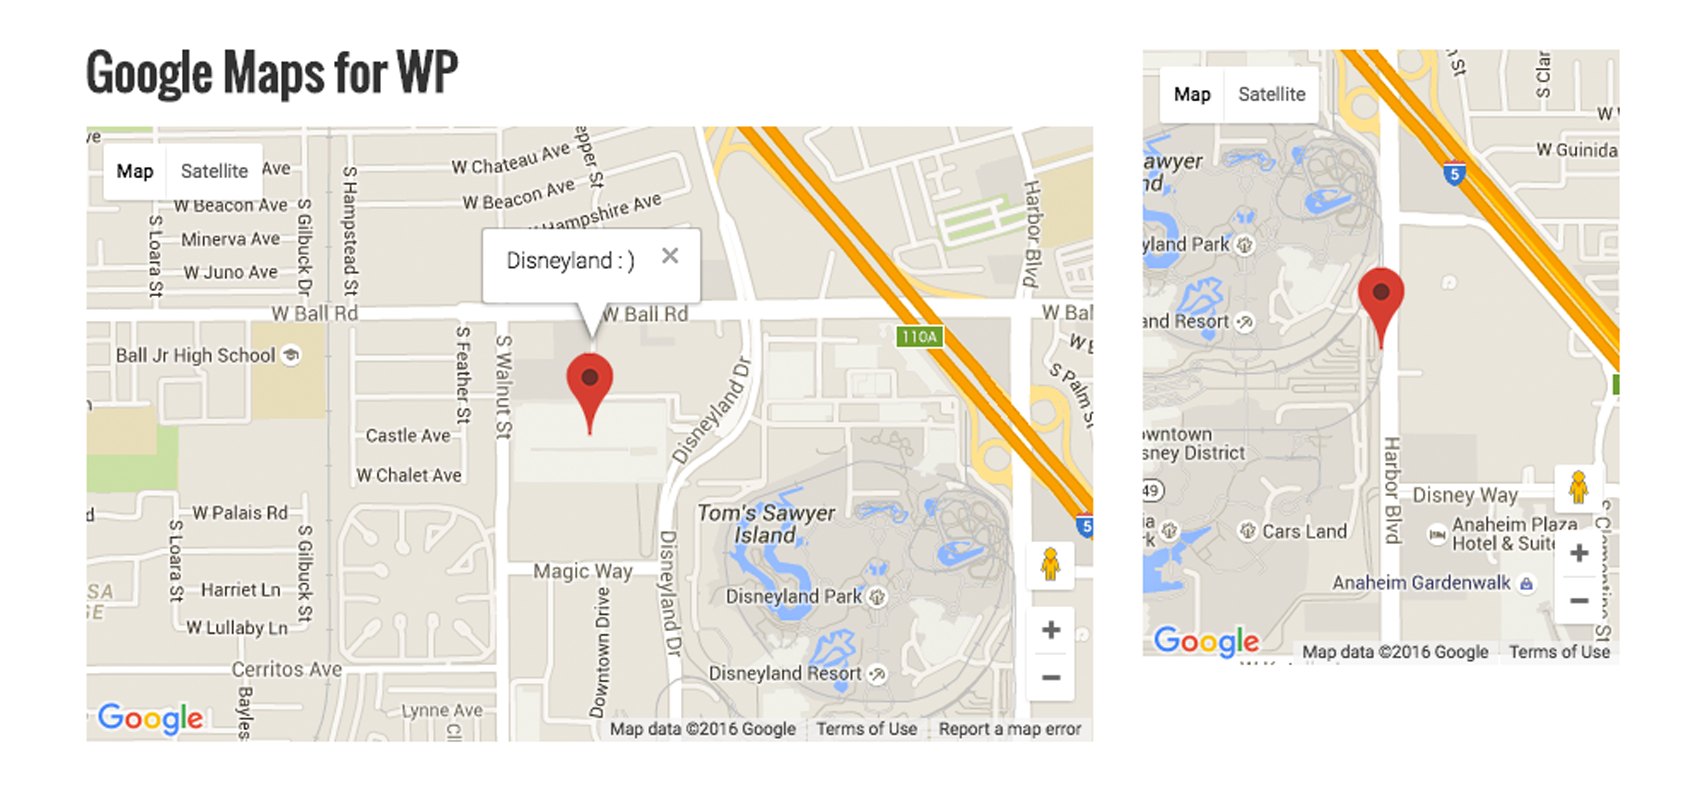 Google Maps for WP
Map
Satellite
Ave
W Chateau Ave
epper St
W Beacon Ave
W Beacon Ave
Hampshire Ave
S Loara St
S Gilbuck Dr
S Hampstead St
Minerva Ave
W Juno Ave
Harbor Blvd
Disneyland : )
W Ball Rd
W Ball Rd
W Bal
110A
Ball Jr High School
S Feather St
S Walnut St
Disneyland Dr
S Palm S
Castle Ave
W Chalet Ave
W Palais Rd
S Loara St
S Gilbuck St
Tom's Sawyer
Island
5
Magic Way
Disneyland Dr
Downtown Drive
Harriet Ln
W Lullaby Ln
Disneyland Park
Cerritos Ave
Disneyland Resort
Bayles
Lynne Ave
Google
Map data ©2016 Google
Terms of Use
Report a map error
Map
Satellite
S Clar
W Guinida
5
awyer
nd
yland Park
and Resort
owntown
sney District
49
Harbor Blvd
Disney Way
Cars Land
Anaheim Plaza
Hotel & Suite
Anaheim Gardenwalk
S Clementine St
Google
Map data ©2016 Google
Terms of Use